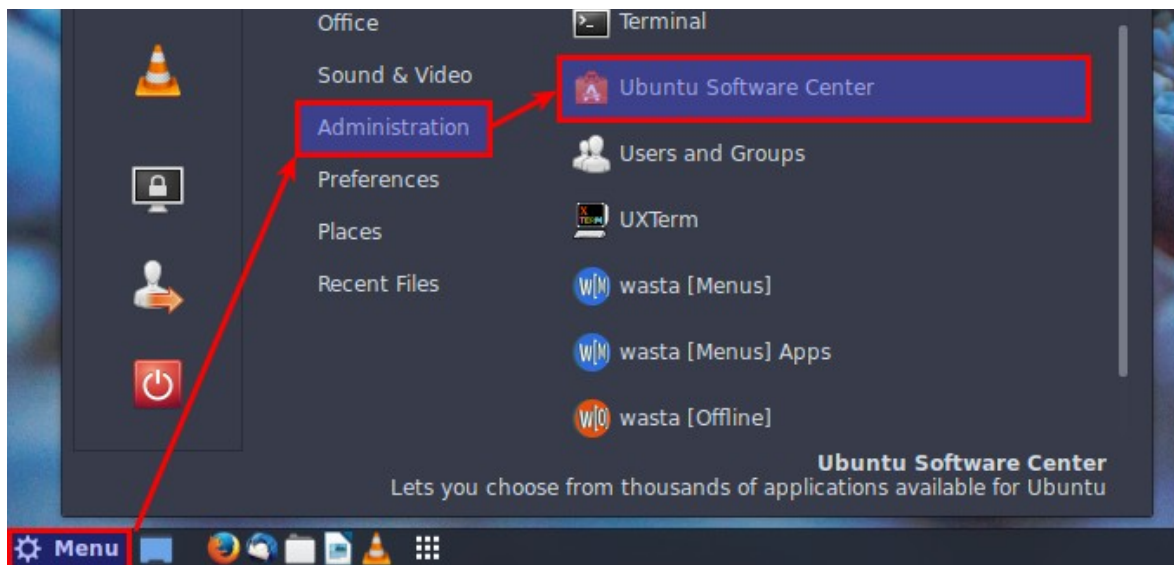 Office
Sound & Video
Administration
Preferences
Places
Recent Files
Terminal
Ubuntu Software Center
Users and Groups
X
TERM
UXTerm
W[M] wasta [Menus]
W[M] wasta [Menus] Apps
W[O] wasta [Offline]
Ubuntu Software Center
Lets you choose from thousands of applications available for Ubuntu
Menu